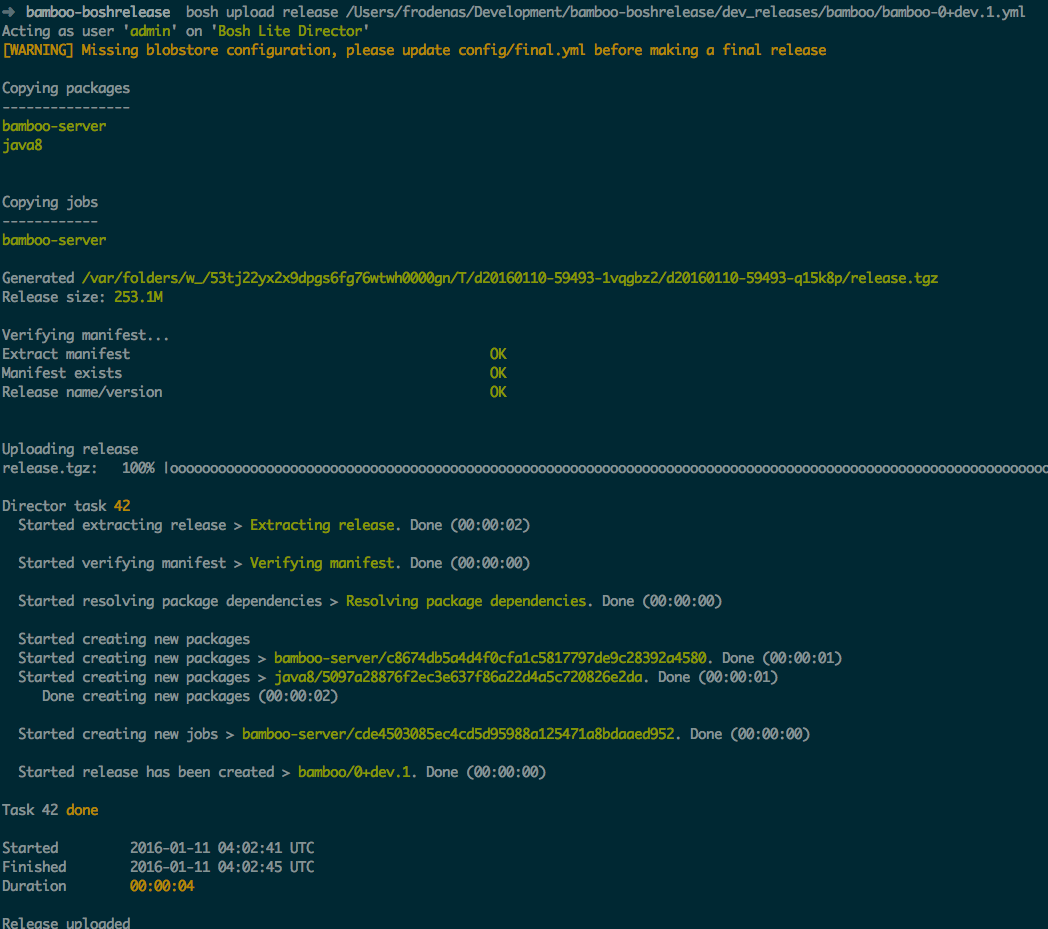 → bamboo-boshrelease bosh upload release /Users/frodenas/Development/bamboo-boshrelease/dev_releases/bamboo/bamboo-0+dev.1.yml
Acting as user 'admin' on 'Bosh Lite Director'
[WARNING] Missing blobstore configuration, please update config/final.yml before making a final release
Copying packages
----------------
bamboo-server
java8
Copying jobs
------------
bamboo-server
Generated /var/folders/w_/53tj22yx2x9dpgs6fg76wtwh0000gn/T/d20160110-59493-1vqgbz2/d20160110-59493-q15k8p/release.tgz
Release size: 253.1M
Verifying manifest...
Extract manifest OK
Manifest exists OK
Release name/version OK
Uploading release
release.tgz: 100% |oooooooooooooooooooooooooooooooooooooooooooooooooooooooooooooooooooooooooooooooooooooooooooooooooooooooooooooo
Director task 42
Started extracting release > Extracting release. Done (00:00:02)
Started verifying manifest > Verifying manifest. Done (00:00:00)
Started resolving package dependencies > Resolving package dependencies. Done (00:00:00)
Started creating new packages
Started creating new packages > bamboo-server/c8674db5a4d4f0cfa1c5817797de9c28392a4580. Done (00:00:01)
Started creating new packages > java8/5097a28876f2ec3e637f86a22d4a5c720826e2da. Done (00:00:01)
Done creating new packages (00:00:02)
Started creating new jobs > bamboo-server/cde4503085ec4cd5d95988a125471a8bdaaed952. Done (00:00:00)
Started release has been created > bamboo/0+dev.1. Done (00:00:00)
Task 42 done
Started 2016-01-11 04:02:41 UTC
Finished 2016-01-11 04:02:45 UTC
Duration 00:00:04
Release uploaded